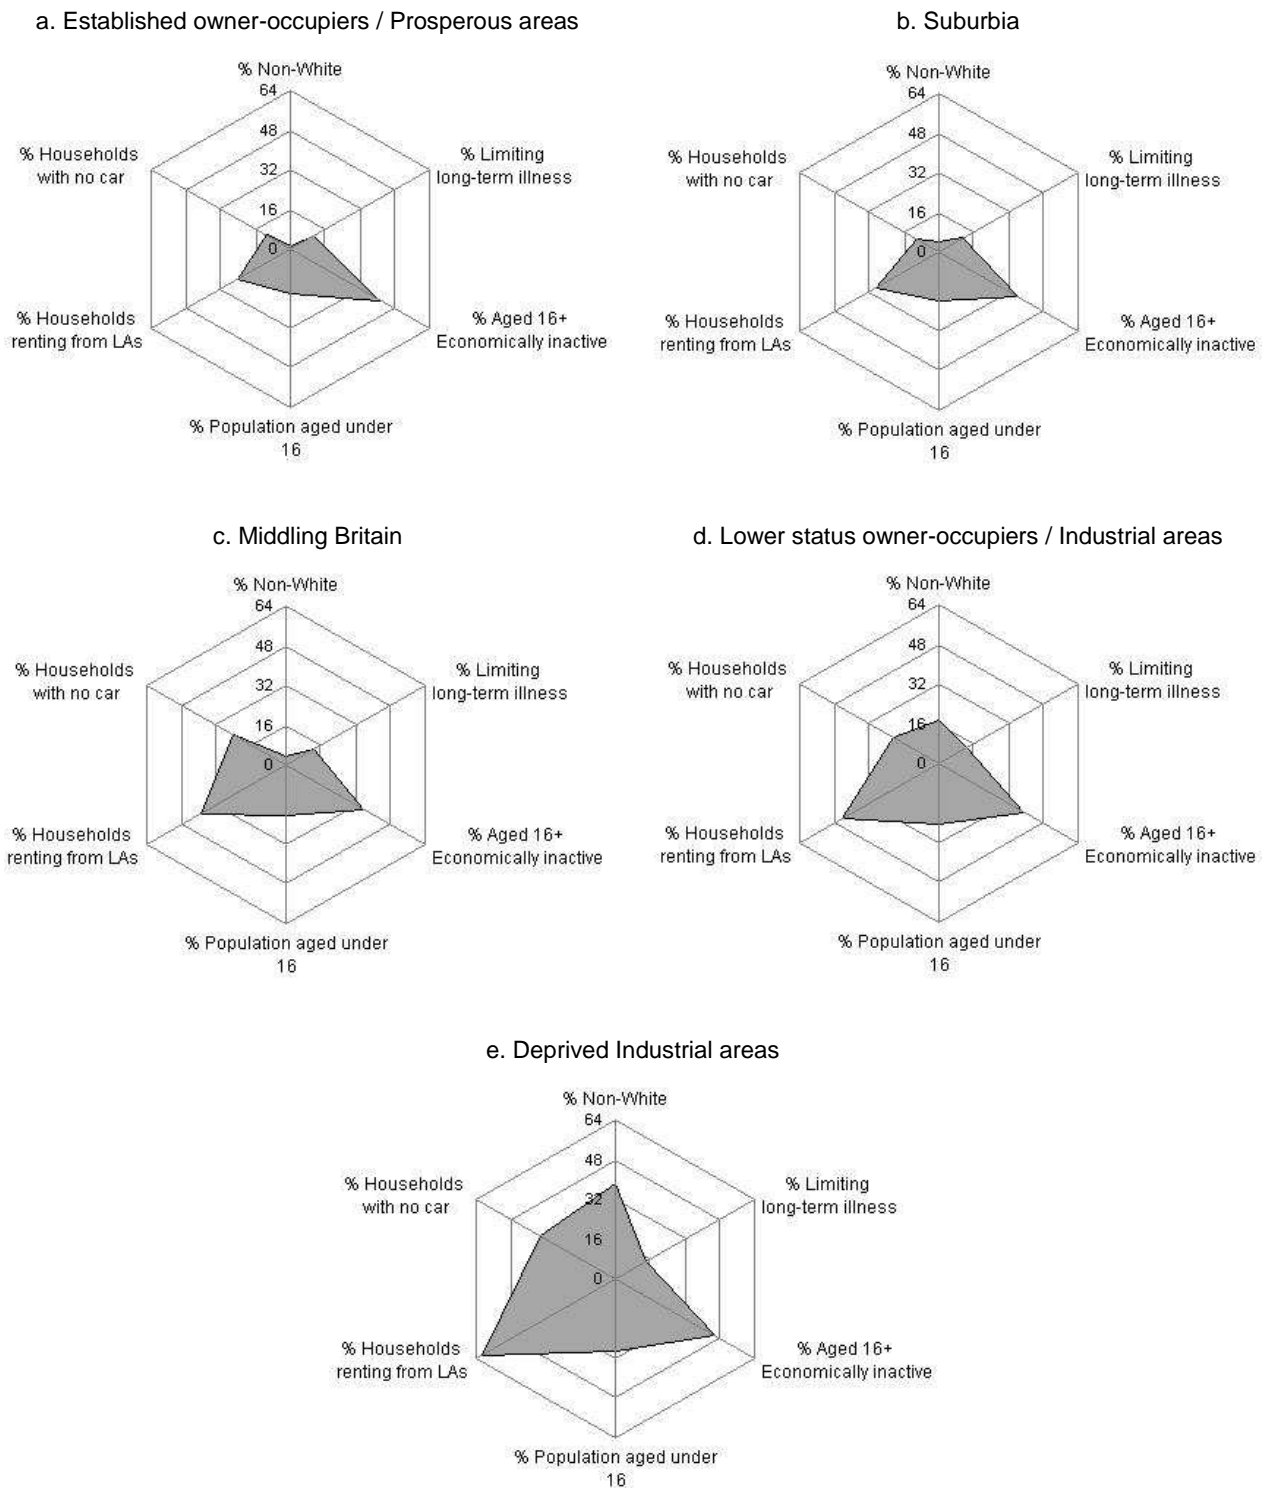 a. Established owner-occupiers / Prosperous areas
% Non-White
64
48
32
16
0
% Households
with no car
% Limiting
long-term illness
% Households
renting from LAs
% Aged 16+
Economically inactive
% Population aged under
16
b. Suburbia
% Non-White
64
48
32
16
0
% Households
with no car
% Limiting
long-term illness
% Households
renting from LAs
% Aged 16+
Economically inactive
% Population aged under
16
c. Middling Britain
% Non-White
64
48
32
16
0
% Households
with no car
% Limiting
long-term illness
% Households
renting from LAs
% Aged 16+
Economically inactive
% Population aged under
16
d. Lower status owner-occupiers / Industrial areas
% Non-White
64
48
32
16
0
% Households
with no car
% Limiting
long-term illness
% Households
renting from LAs
% Aged 16+
Economically inactive
% Population aged under
16
e. Deprived Industrial areas
% Non-White
64
48
32
16
0
% Households
with no car
% Limiting
long-term illness
% Households
renting from LAs
% Aged 16+
Economically inactive
% Population aged under
16